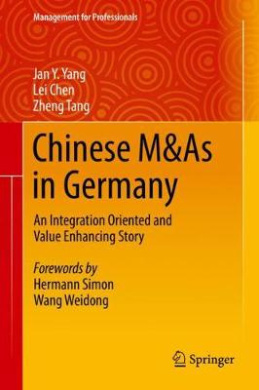 Management for Professionals
Jan Y. Yang
Lei Chen
Zheng Tang
Chinese M&As
in Germany
An Integration Oriented and
Value Enhancing Story
Forewords by
Hermann Simon
Wang Weidong
Springer